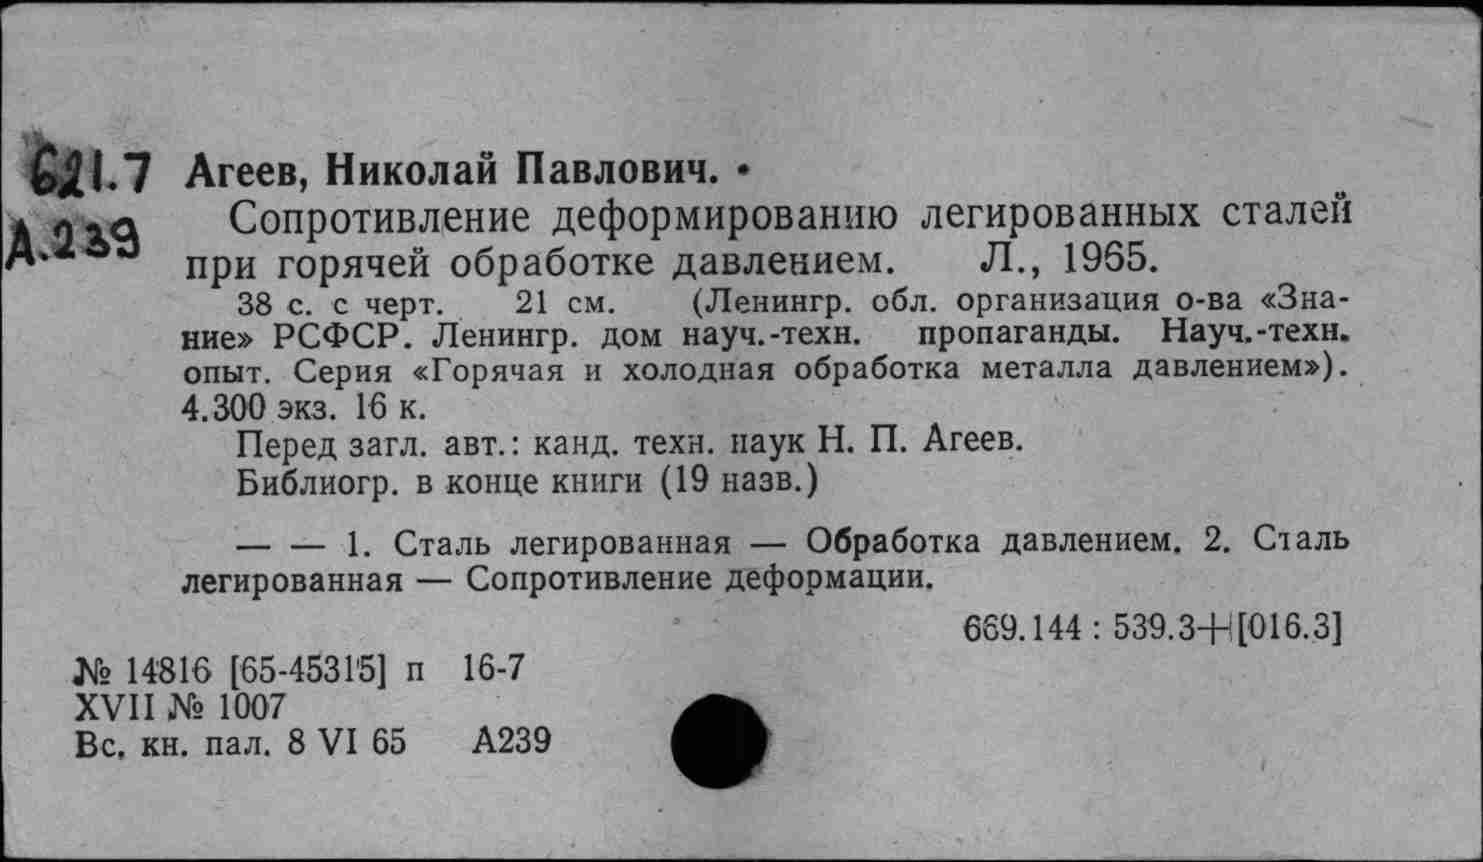 621.7 Агеев, Николай Павлович. •
А.239 Сопротивление деформированию легированных сталей
при горячей обработке давлением. Л., 1965.
38 с. с черт. 21 см. (Ленингр. обл. организация о-ва «Зна-
ние» РСФСР. Ленингр. дом науч.-техн. пропаганды. Науч.-техн.
опыт. Серия «Горячая и холодная обработка металла давлением»).
4.300 экз. 16 к.
Перед загл. авт.: канд. техн. наук Н. П. Агеев.
Библиогр. в конце книги (19 назв.)
— — 1. Сталь легированная — Обработка давлением. 2. Сталь
легированная — Сопротивление деформации.
669.144 : 539.3+[016.3]
№ 14816 [65-45315] п 16-7
XVII № 1007
Вс. кн. пал. 8 VI 65 А239